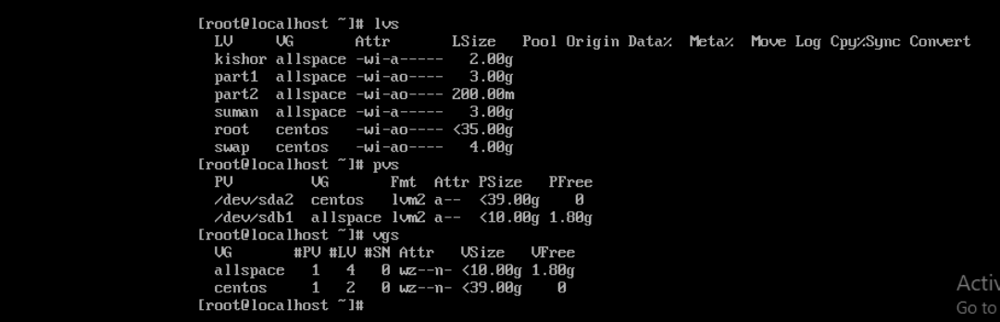 [root@localhost ~]# lvs
  LV     VG       Attr       LSize   Pool Origin Data%  Meta%  Move Log Cpy%Sync Convert
  kishor allspace -wi-a-----   2.00g
  part1  allspace -wi-ao----   3.00g
  part2  allspace -wi-ao---- 200.00m
  suman  allspace -wi-a-----   3.00g
  root   centos   -wi-ao---- <35.00g
  swap   centos   -wi-ao----   4.00g
[root@localhost ~]# pvs
  PV         VG       Fmt  Attr PSize   PFree
  /dev/sda2  centos   lvm2 a--  <39.00g    0
  /dev/sdb1  allspace lvm2 a--  <10.00g 1.80g
[root@localhost ~]# vgs
  VG       #PV #LV #SN Attr   VSize   VFree
  allspace   1   4   0 wz--n- <10.00g 1.80g
  centos     1   2   0 wz--n- <39.00g    0
[root@localhost ~]#
Go to